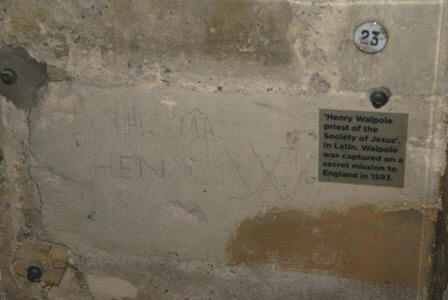 23
'Henry Walpole
priest of the
Society of Jesus'.
In Latin. Walpole
was captured on a
secret mission to
England in 1593.
IHS MA
HENRY